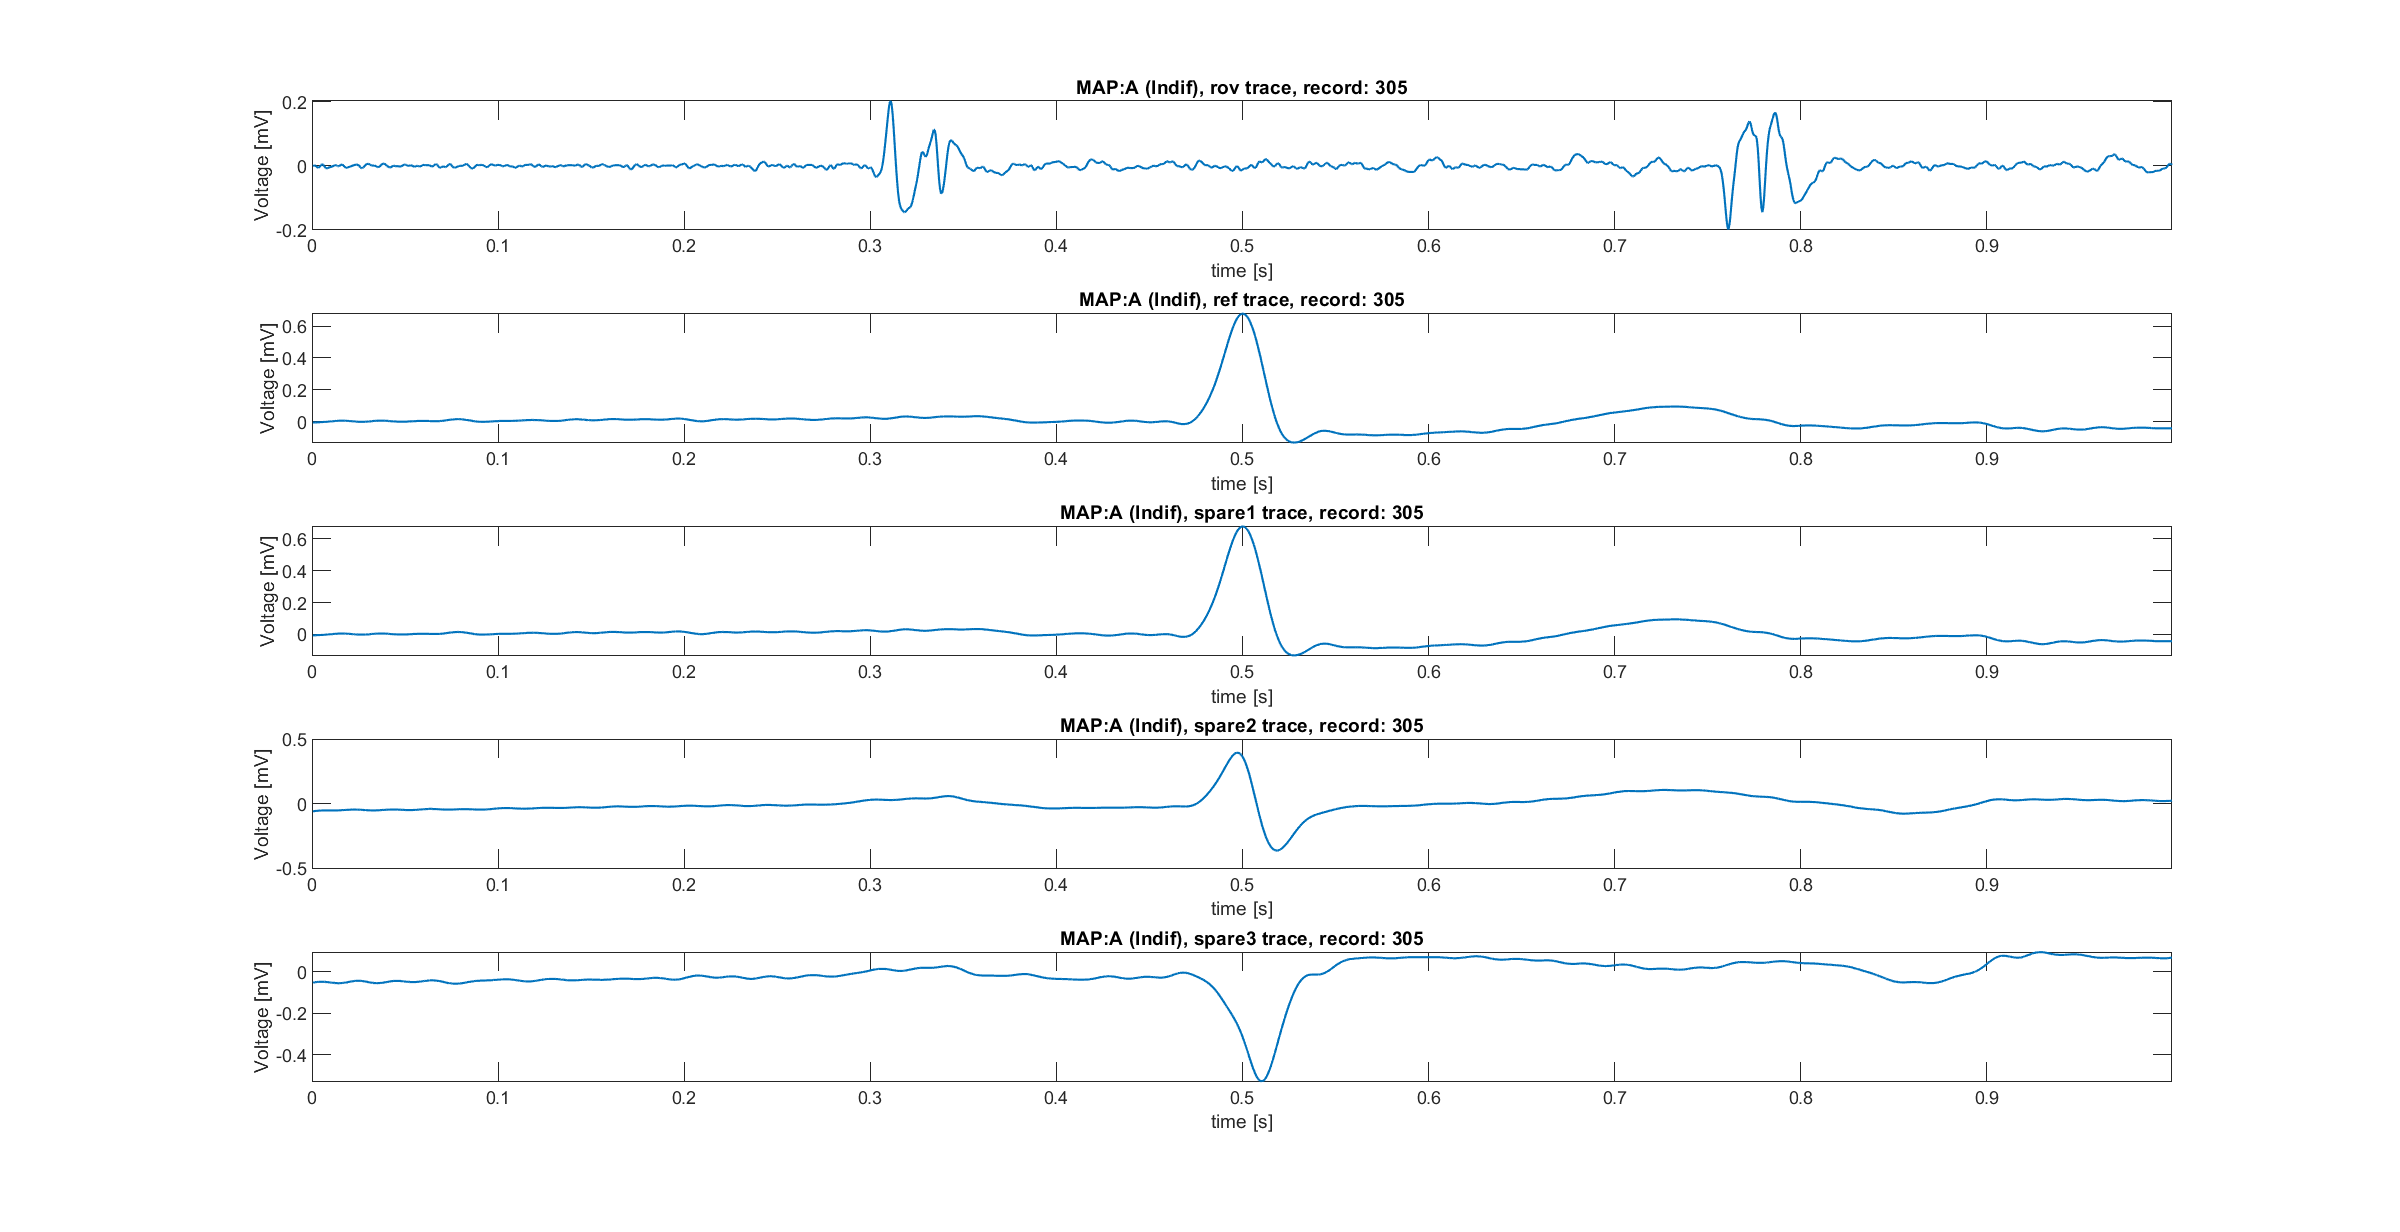 MAP:A (Indif), rov trace, record: 305
Voltage [mV]
0.2
0
-0.2
0 0.1 0.2 0.3 0.4 0.5 0.6 0.7 0.8 0.9
time [s]
MAP:A (Indif), ref trace, record: 305
Voltage [mV]
0.6
0.4
0.2
0
0 0.1 0.2 0.3 0.4 0.5 0.6 0.7 0.8 0.9
time [s]
MAP:A (Indif), spare1 trace, record: 305
Voltage [mV]
0.6
0.4
0.2
0
0 0.1 0.2 0.3 0.4 0.5 0.6 0.7 0.8 0.9
time [s]
MAP:A (Indif), spare2 trace, record: 305
Voltage [mV]
0.5
0
-0.5
0 0.1 0.2 0.3 0.4 0.5 0.6 0.7 0.8 0.9
time [s]
MAP:A (Indif), spare3 trace, record: 305
Voltage [mV]
0
-0.2
-0.4
0 0.1 0.2 0.3 0.4 0.5 0.6 0.7 0.8 0.9
time [s]